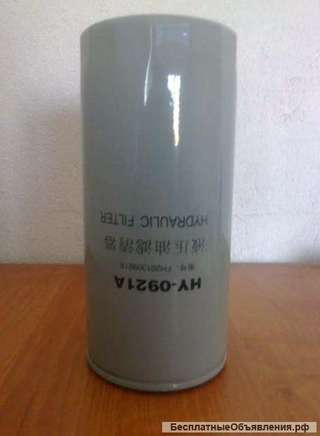 HY-0921A
液压油滤清器
HYDRAULIC FILTER
БесплатныеОбъявления.рф